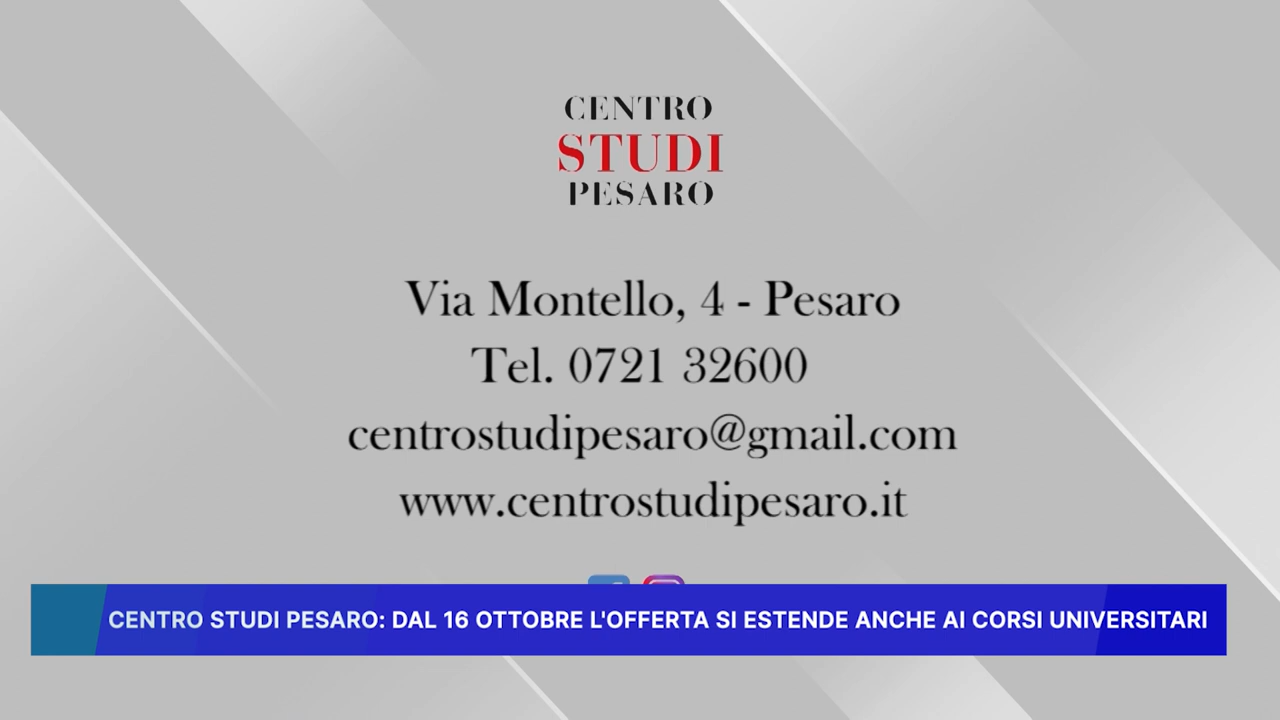 CENTRO
STUDI
PESARO
Via Montello, 4 - Pesaro
Tel. 0721 32600
centrostudipesaro@gmail.com
www.centrostudipesaro.it
CENTRO STUDI PESARO: DAL 16 OTTOBRE L'OFFERTA SI ESTENDE ANCHE AI CORSI UNIVERSITARI